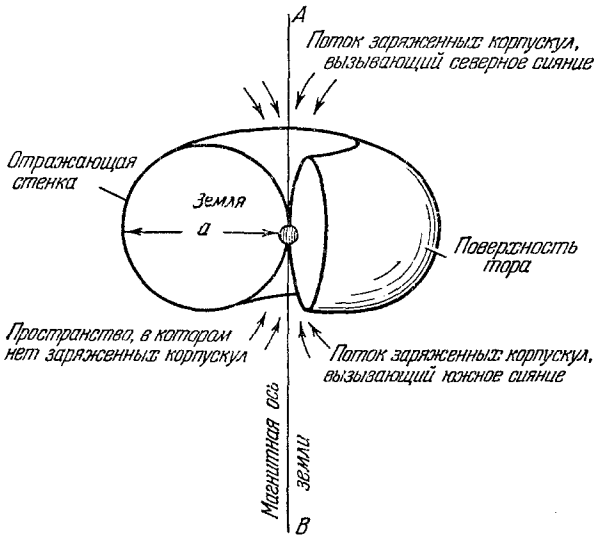 А
Поток заряженных корпускул,
вызывающий северное сияние
Отражающая
стенка
Земля
а
Поверхность
тора
Пространство, в котором
нет заряженных корпускул
Поток заряженных корпускул,
вызывающий южное сияние
Магнитная ось
земли
В